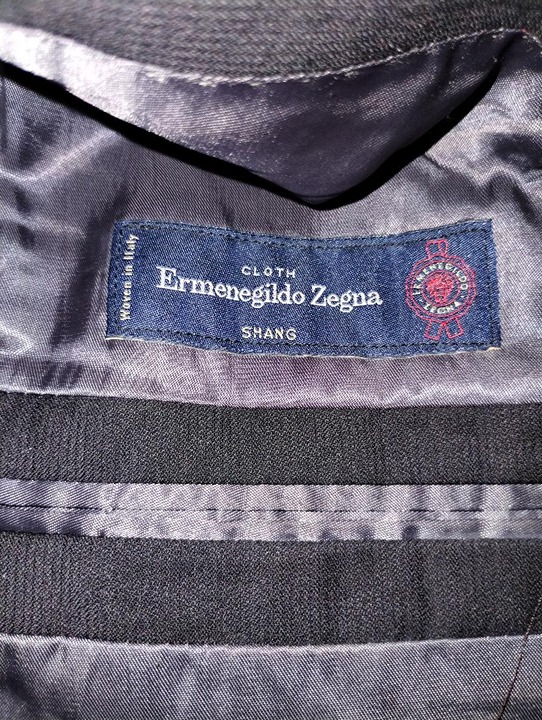 Woven in Italy
CLOTH
Ermenegildo Zegna
SHANG
ERMENEGILDO
ZEGNA